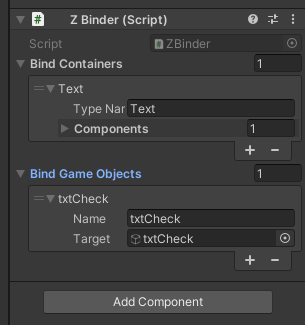 # Z Binder (Script)
Script # ZBinder
Bind Containers 1
Text
Type Nar Text
Components 1
+ −
Bind Game Objects 1
txtCheck
Name txtCheck
Target txtCheck
+ −
Add Component